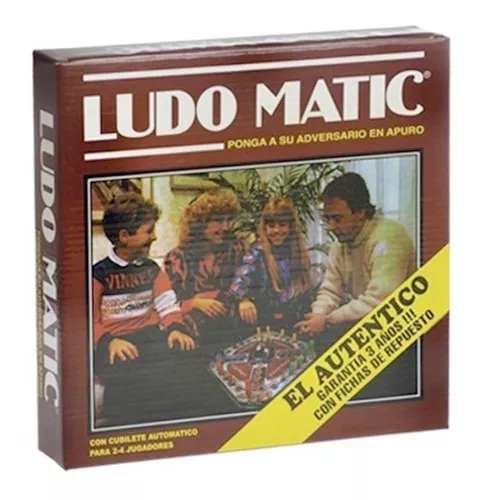 LUDO MATIC®
PONGA A SU ADVERSARIO EN APURO
LUDO MATIC
EL AUTENTICO
GARANTIA 3 AÑOS !!!
CON FICHAS DE REPUESTO
CON CUBILETE AUTOMATICO
PARA 2-4 JUGADORES